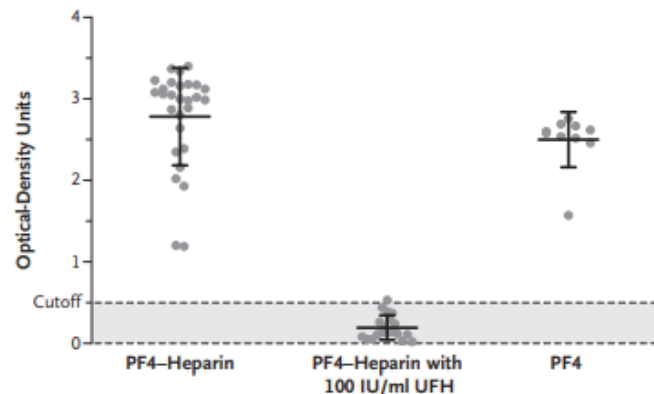 Optical-Density Units
4
3
2
1
Cutoff
0
PF4–Heparin
PF4–Heparin with
100 IU/ml UFH
PF4